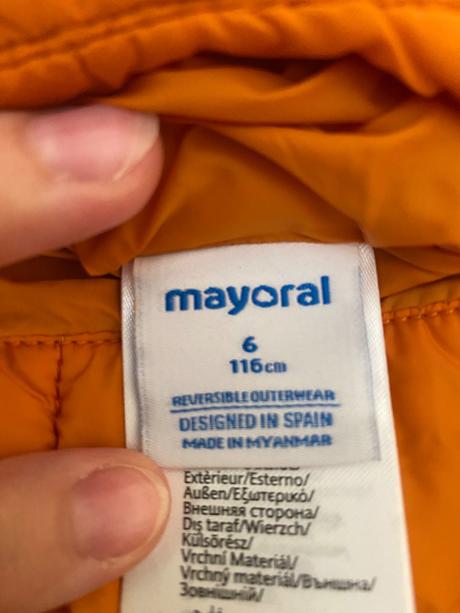 mayoral
6
116cm
REVERSIBLE OUTERWEAR
DESIGNED IN SPAIN
MADE IN MYANMAR
Extèrieur/Esterno/
Außen/Εξωτερικό/
Внешняя сторона/
Dış taraf/Wierzch/
Külsőrész/
Vrchní Materiál/
Vrchný materiál/Външна/
Зовнішній/